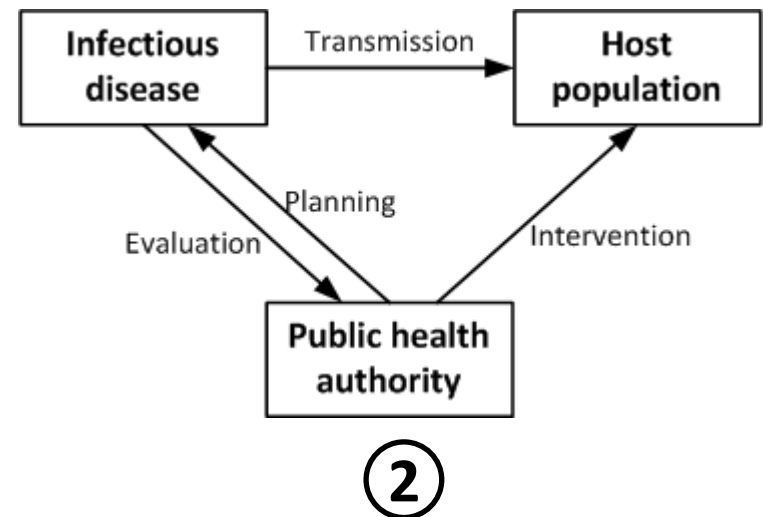 Infectious
disease
Transmission
Host
population
Planning
Evaluation
Intervention
Public health
authority
2